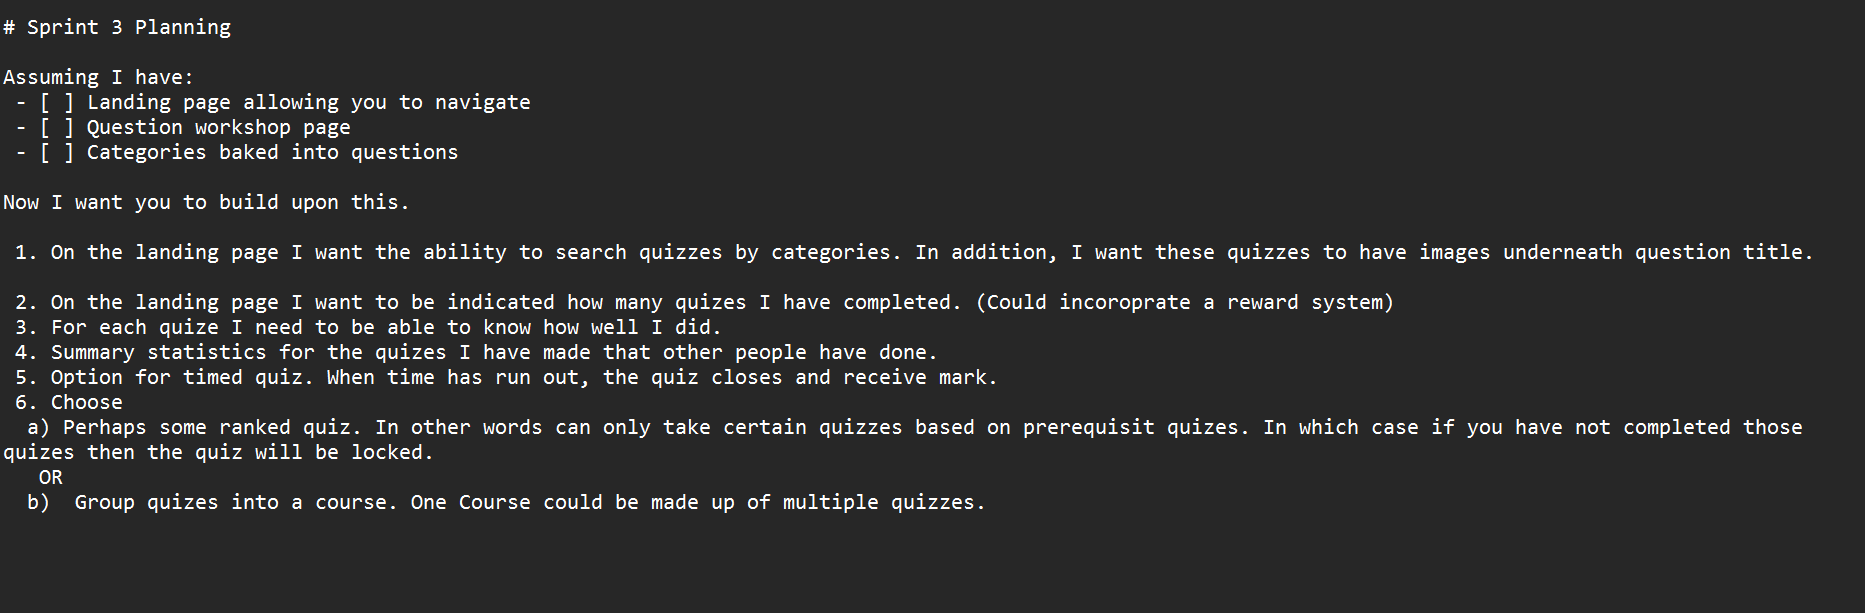 # Sprint 3 Planning
Assuming I have:
- [ ] Landing page allowing you to navigate
- [ ] Question workshop page
- [ ] Categories baked into questions
Now I want you to build upon this.
1. On the landing page I want the ability to search quizzes by categories. In addition, I want these quizzes to have images underneath question title.
2. On the landing page I want to be indicated how many quizes I have completed. (Could incoroprate a reward system)
3. For each quize I need to be able to know how well I did.
4. Summary statistics for the quizes I have made that other people have done.
5. Option for timed quiz. When time has run out, the quiz closes and receive mark.
6. Choose
a) Perhaps some ranked quiz. In other words can only take certain quizzes based on prerequisit quizes. In which case if you have not completed those
quizes then the quiz will be locked.
OR
b)  Group quizes into a course. One Course could be made up of multiple quizzes.